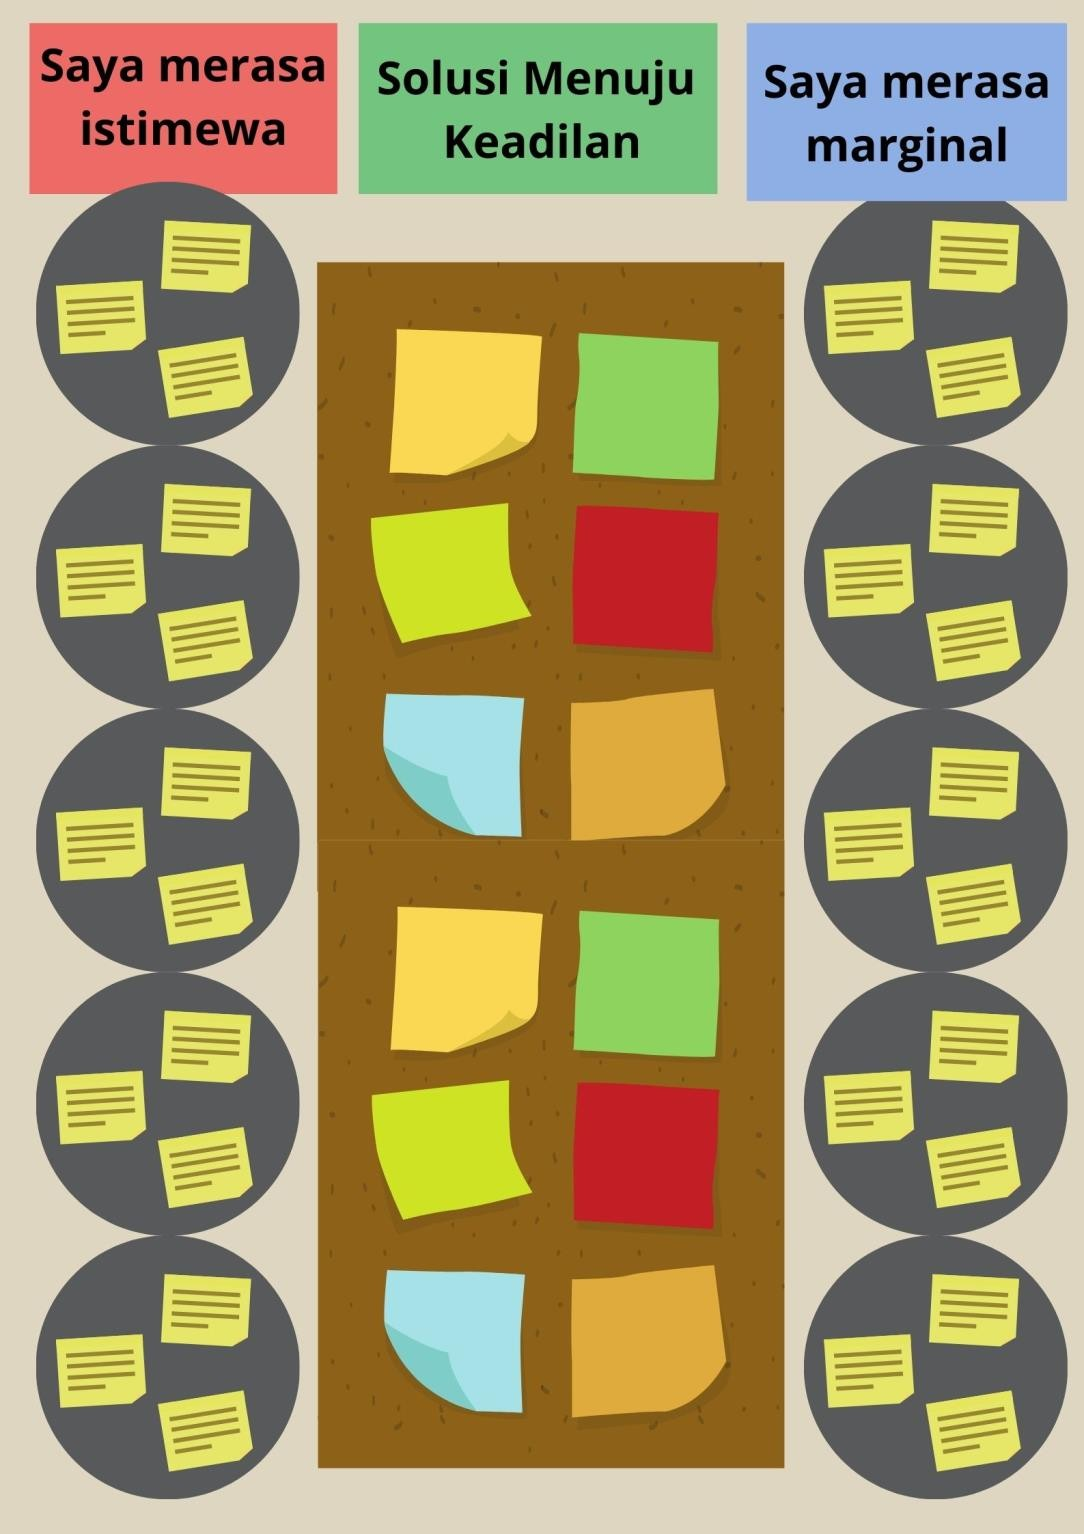 Saya merasa
istimewa
Solusi Menuju
Keadilan
Saya merasa
marginal